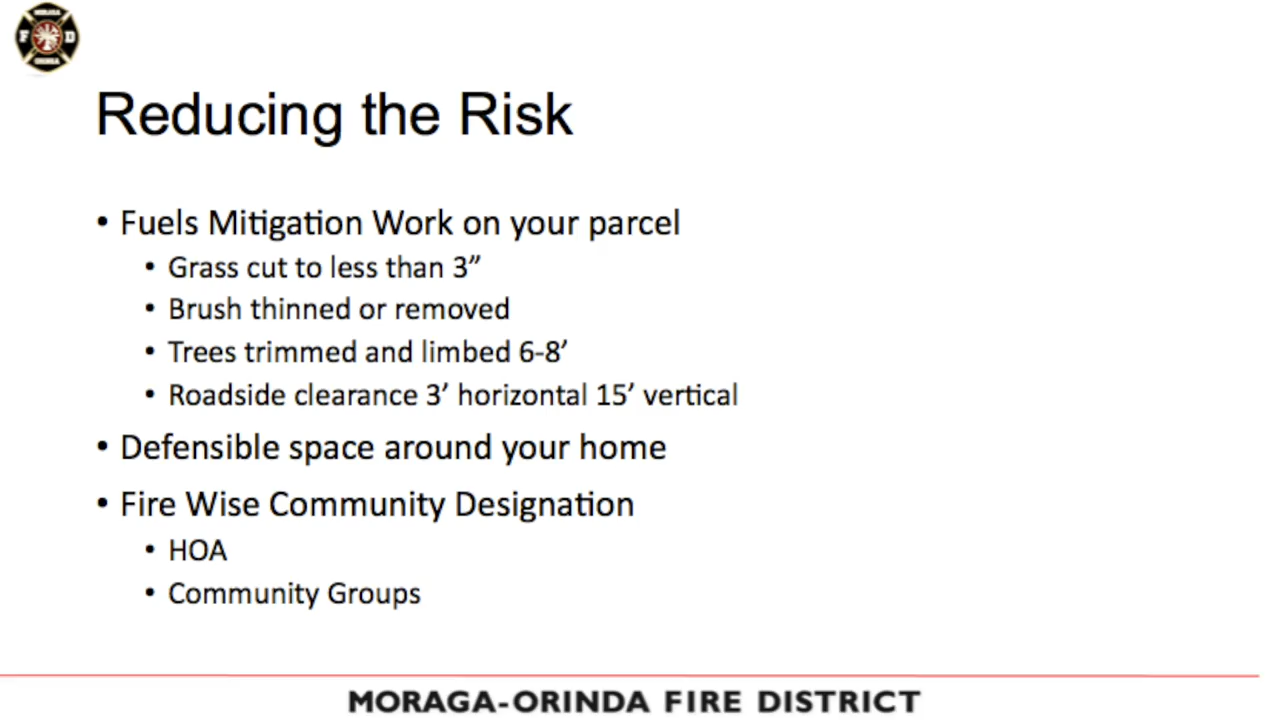 MORAGA
F D
ORINDA
Reducing the Risk
• Fuels Mitigation Work on your parcel
• Grass cut to less than 3”
• Brush thinned or removed
• Trees trimmed and limbed 6-8’
• Roadside clearance 3’ horizontal 15’ vertical
• Defensible space around your home
• Fire Wise Community Designation
• HOA
• Community Groups
MORAGA-ORINDA FIRE DISTRICT